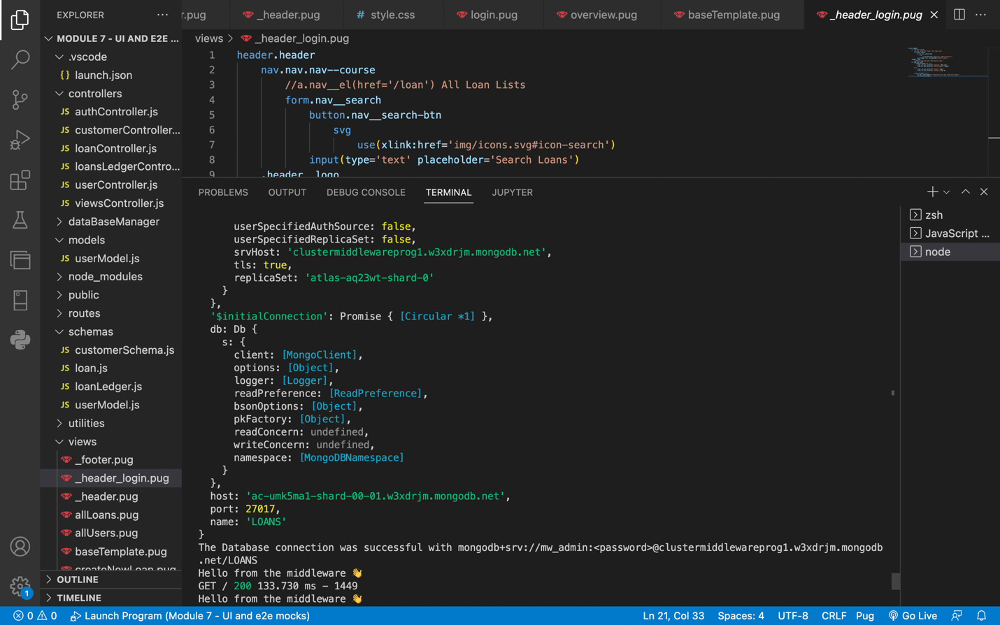 EXPLORER
MODULE 7 - UI AND E2E ...
.vscode
{} launch.json
controllers
JS authController.js
JS customerController...
JS loanController.js
JS loansLedgerContro...
JS userController.js
JS viewsController.js
dataBaseManager
models
JS userModel.js
node_modules
public
routes
schemas
JS customerSchema.js
JS loan.js
JS loanLedger.js
JS userModel.js
utilities
views
_footer.pug
_header_login.pug
_header.pug
allLoans.pug
allUsers.pug
baseTemplate.pug
createNewLoan.pug
OUTLINE
TIMELINE
1
r.pug
_header.pug
# style.css
login.pug
overview.pug
baseTemplate.pug
_header_login.pug
views > _header_login.pug
1 header.header
2 nav.nav.nav--course
3 //a.nav__el(href='/loan') All Loan Lists
4 form.nav__search
5 button.nav__search-btn
6 svg
7 use(xlink:href='img/icons.svg#icon-search')
8 input(type='text' placeholder='Search Loans')
9 .header__logo
PROBLEMS OUTPUT DEBUG CONSOLE TERMINAL JUPYTER
userSpecifiedAuthSource: false,
userSpecifiedReplicaSet: false,
srvHost: 'clustermiddlewareprog1.w3xdrjm.mongodb.net',
tls: true,
replicaSet: 'atlas-aq23wt-shard-0'
}
},
'$initialConnection': Promise { [Circular *1] },
db: Db {
s: {
client: [MongoClient],
options: [Object],
logger: [Logger],
readPreference: [ReadPreference],
bsonOptions: [Object],
pkFactory: [Object],
readConcern: undefined,
writeConcern: undefined,
namespace: [MongoDBNamespace]
}
},
host: 'ac-umk5ma1-shard-00-01.w3xdrjm.mongodb.net',
port: 27017,
name: 'LOANS'
}
The Database connection was successful with mongodb+srv://mw_admin:<password>@clustermiddlewareprog1.w3xdrjm.mongodb
.net/LOANS
Hello from the middleware 👋
GET / 200 133.730 ms - 1449
Hello from the middleware 👋
zsh
JavaScript ...
node
0 0 Launch Program (Module 7 - UI and e2e mocks) Ln 21, Col 33 Spaces: 4 UTF-8 CRLF Pug Go Live